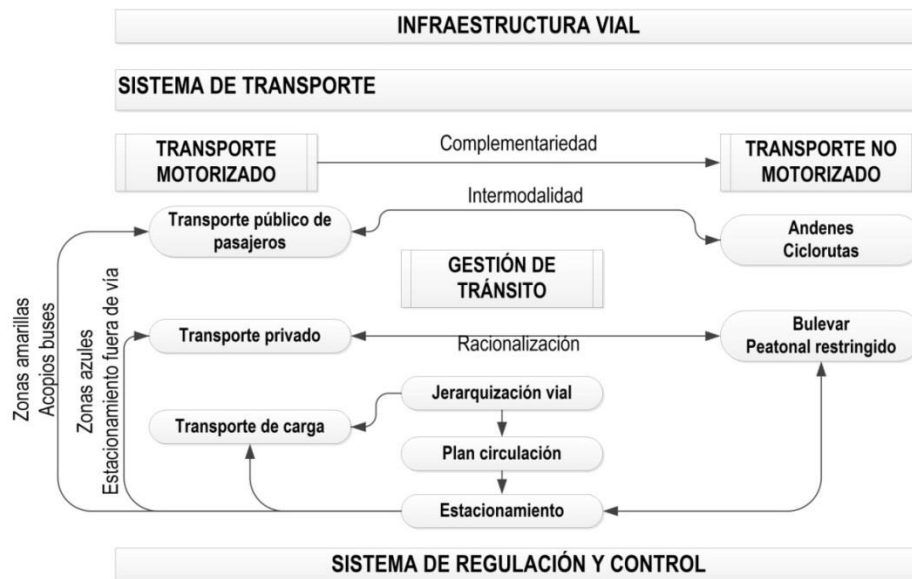 INFRAESTRUCTURA VIAL
SISTEMA DE TRANSPORTE
TRANSPORTE
MOTORIZADO
Complementariedad
TRANSPORTE NO
MOTORIZADO
Intermodalidad
Transporte público de
pasajeros
Andenes
Ciclorutas
GESTIÓN DE
TRÁNSITO
Zonas amarillas
Acopios buses
Zonas azules
Estacionamiento fuera de vía
Transporte privado
Racionalización
Bulevar
Peatonal restringido
Jerarquización vial
Transporte de carga
Plan circulación
Estacionamiento
SISTEMA DE REGULACIÓN Y CONTROL